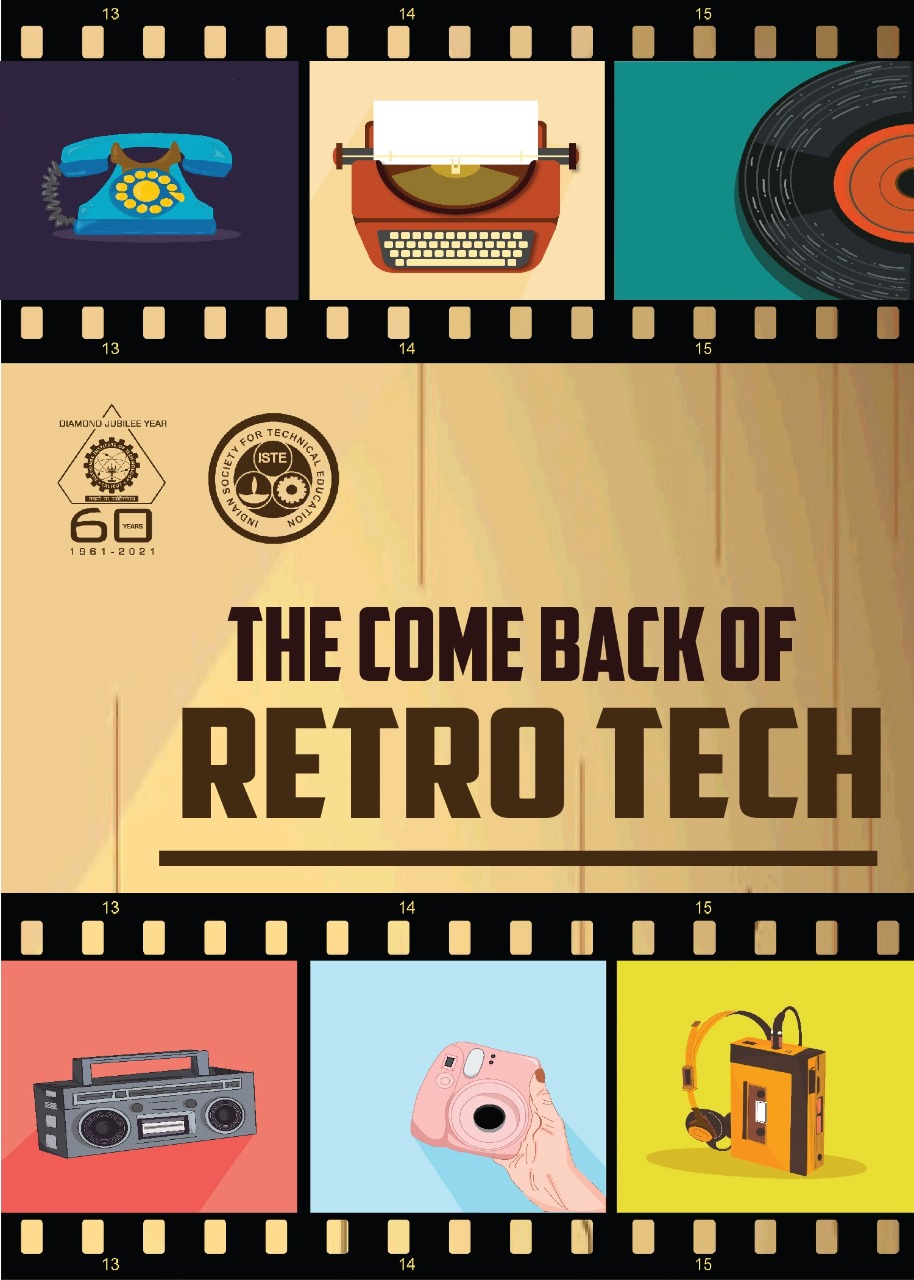 13 14 15
13 14 15
DIAMOND JUBILEE YEAR
60 YEARS
1961-2021
INDIAN SOCIETY FOR TECHNICAL EDUCATION
ISTE
THE COME BACK OF
RETRO TECH
13 14 15
13 14 15